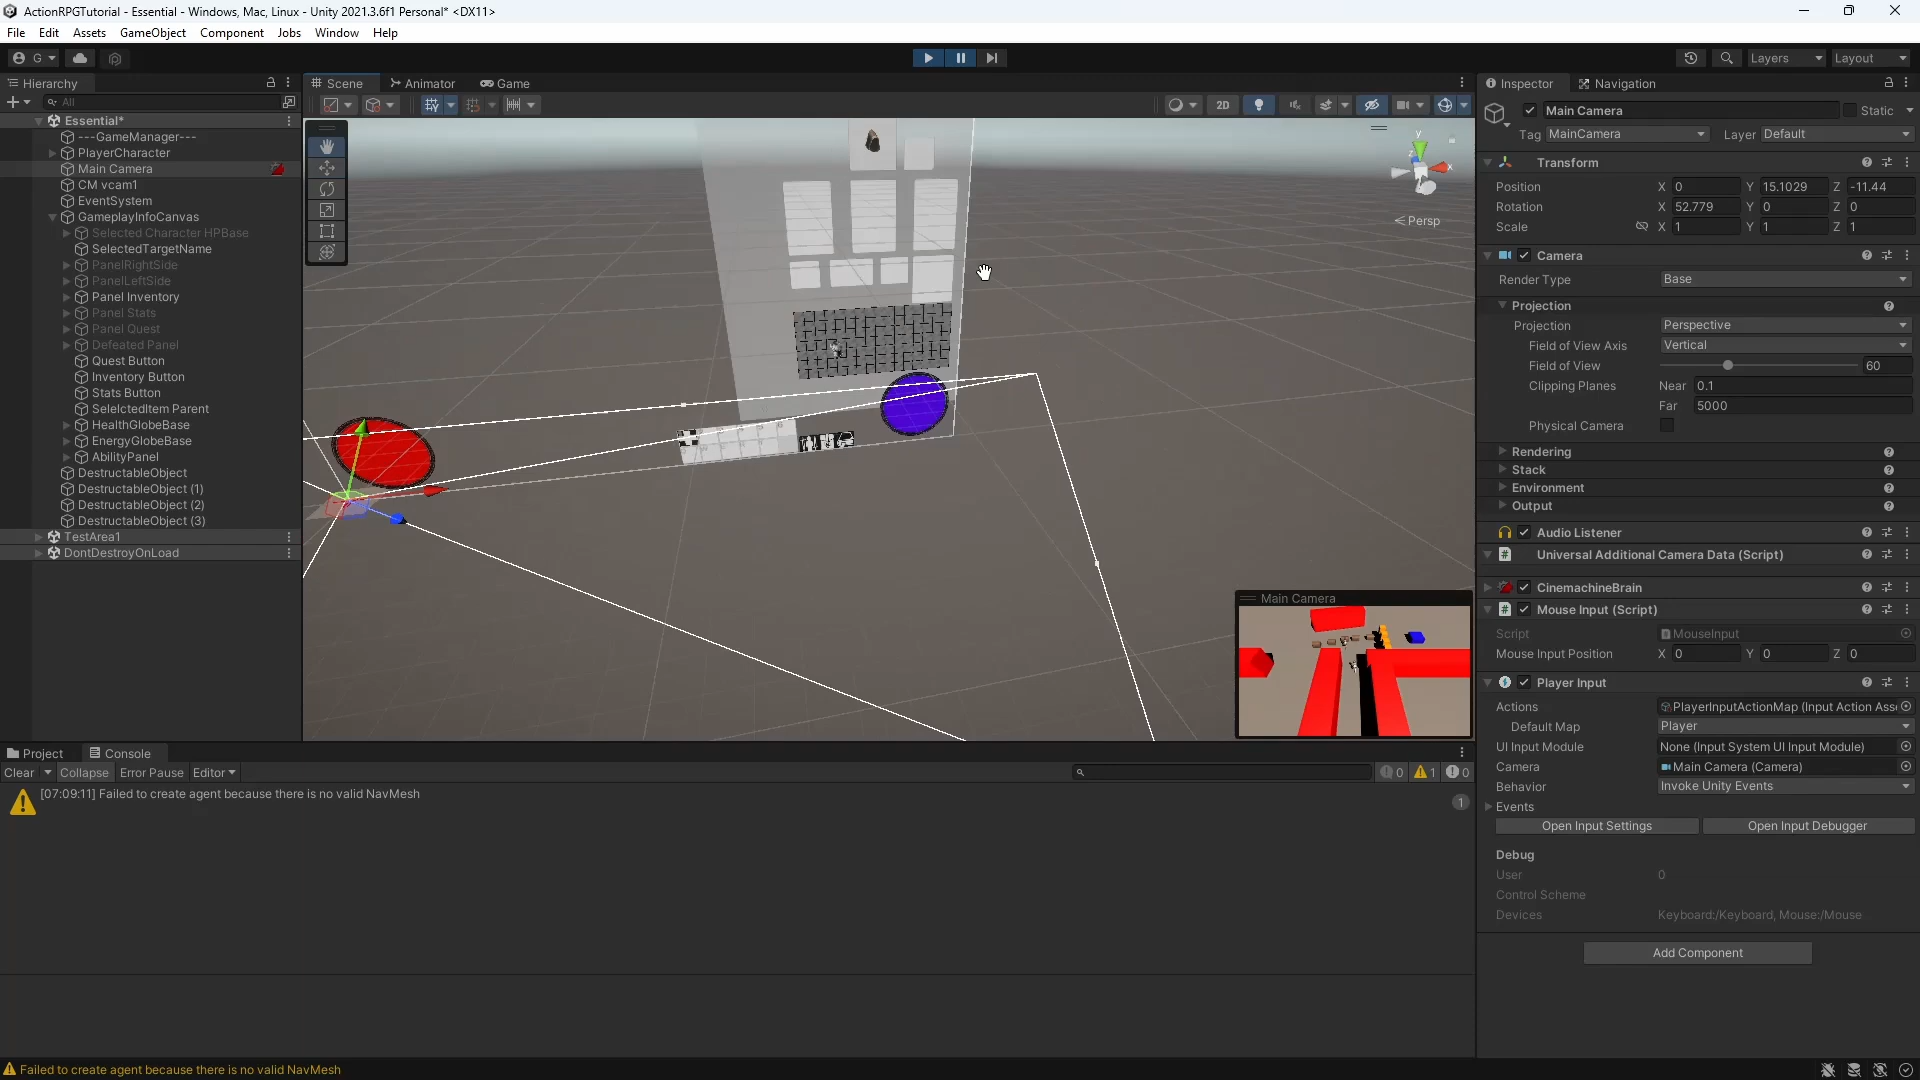 ActionRPGTutorial - Essential - Windows, Mac, Linux - Unity 2021.3.6f1 Personal* <DX11>
File Edit Assets GameObject Component Jobs Window Help
G Layers Layout
Hierarchy
All
Essential*
---GameManager---
PlayerCharacter
Main Camera
CM vcam1
EventSystem
GameplayInfoCanvas
Selected Character HPBase
SelectedTargetName
PanelRightSide
PanelLeftSide
Panel Inventory
Panel Stats
Panel Quest
Defeated Panel
Quest Button
Inventory Button
Stats Button
SelelctedItem Parent
HealthGlobeBase
EnergyGlobeBase
AbilityPanel
DestructableObject
DestructableObject (1)
DestructableObject (2)
DestructableObject (3)
TestArea1
DontDestroyOnLoad
Scene Animator Game
2D
y
x
z
< Persp
Main Camera
Inspector Navigation
Main Camera Static
Tag MainCamera Layer Default
Transform
Position X 0 Y 15.1029 Z -11.44
Rotation X 52.779 Y 0 Z 0
Scale X 1 Y 1 Z 1
Camera
Render Type Base
Projection
Projection Perspective
Field of View Axis Vertical
Field of View 60
Clipping Planes Near 0.1
Far 5000
Physical Camera
Rendering
Stack
Environment
Output
Audio Listener
Universal Additional Camera Data (Script)
CinemachineBrain
Mouse Input (Script)
Script MouseInput
Mouse Input Position X 0 Y 0 Z 0
Player Input
Actions PlayerInputActionMap (Input Action Ass
Default Map Player
UI Input Module None (Input System UI Input Module)
Camera Main Camera (Camera)
Behavior Invoke Unity Events
Events
Open Input Settings Open Input Debugger
Debug
User 0
Control Scheme
Devices Keyboard:/Keyboard, Mouse:/Mouse
Add Component
Project Console
Clear Collapse Error Pause Editor 0 1 0
[07:09:11] Failed to create agent because there is no valid NavMesh
1
Failed to create agent because there is no valid NavMesh